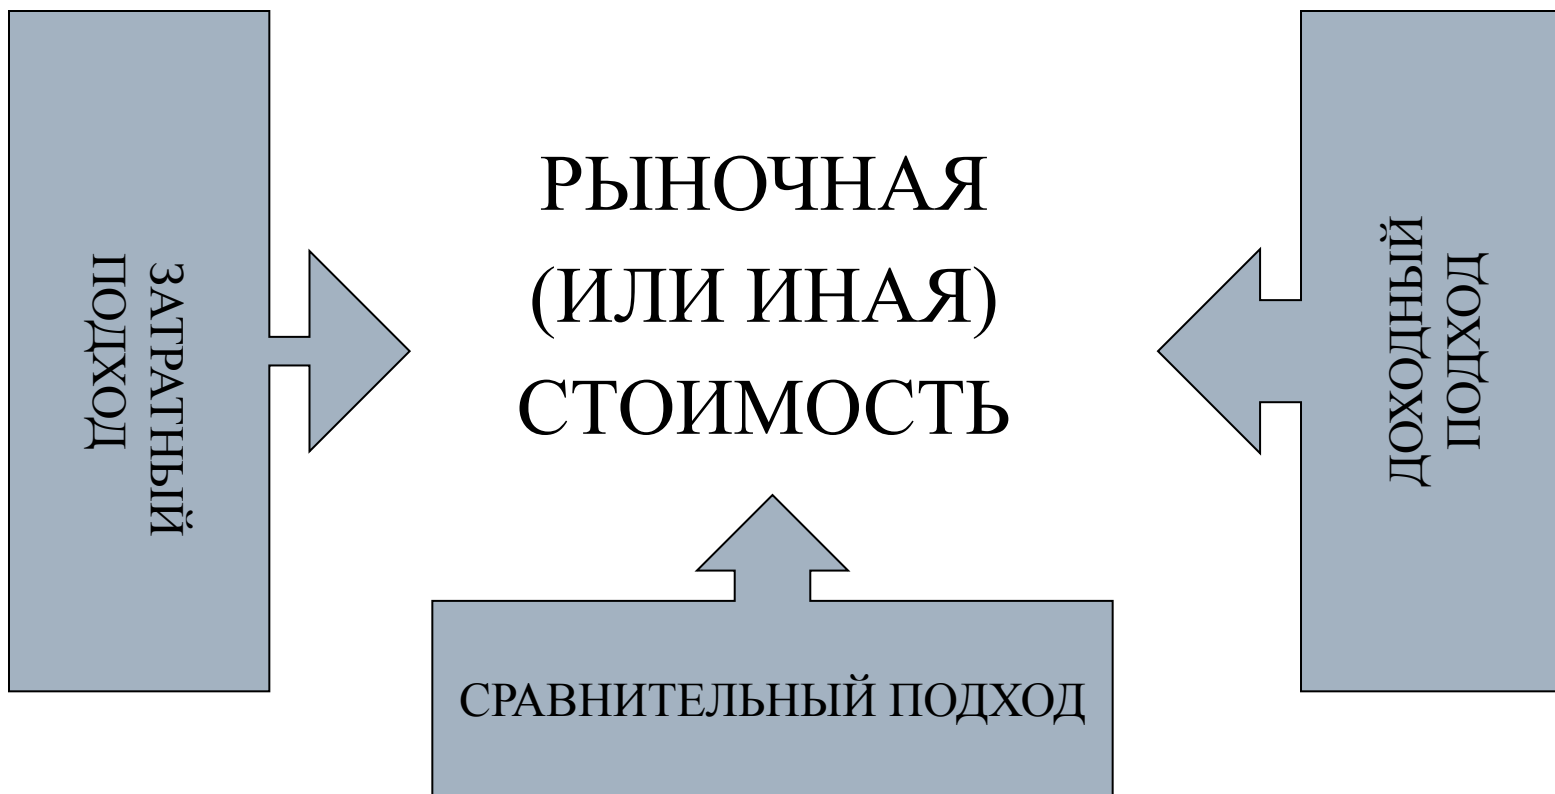 ЗАТРАТНЫЙ
ПОДХОД
РЫНОЧНАЯ
(ИЛИ ИНАЯ)
СТОИМОСТЬ
ДОХОДНЫЙ
ПОДХОД
СРАВНИТЕЛЬНЫЙ ПОДХОД